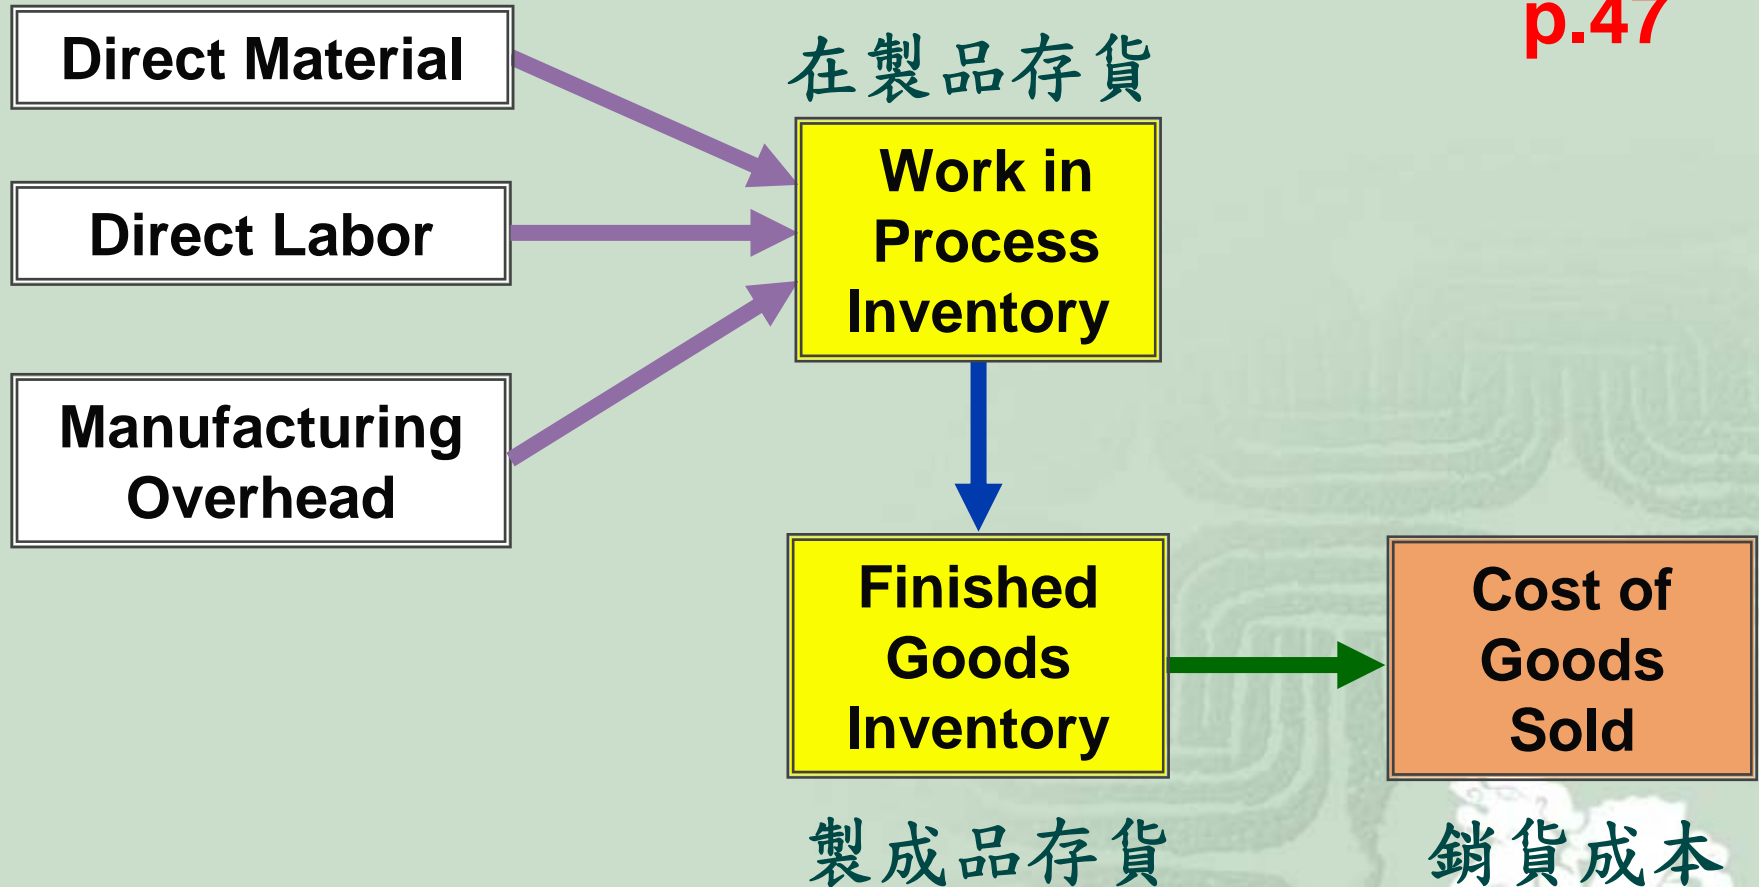 p.47
Direct Material
在製品存貨
Direct Labor
Work in
Process
Inventory
Manufacturing
Overhead
Finished
Goods
Inventory
Cost of
Goods
Sold
製成品存貨
銷貨成本